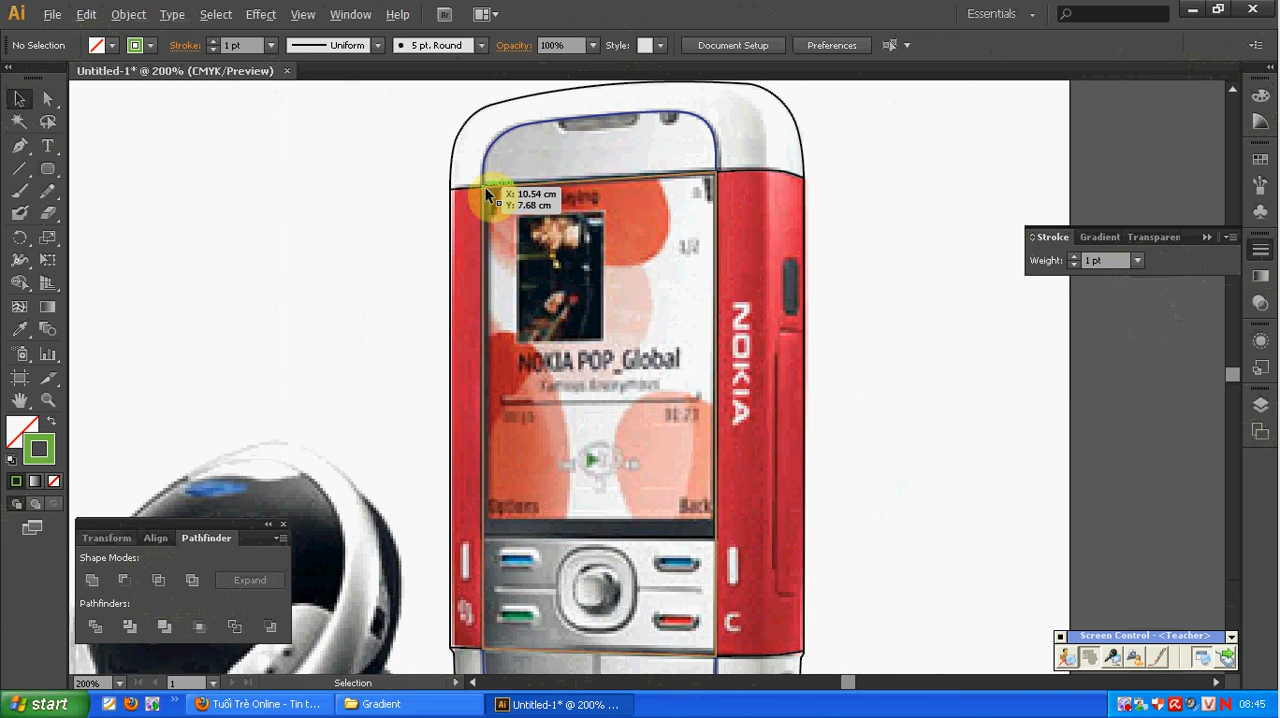 Ai File Edit Object Type Select Effect View Window Help Br Essentials
No Selection Stroke: 1 pt Uniform 5 pt. Round Opacity: 100% Style: Document Setup Preferences
Untitled-1* @ 200% (CMYK/Preview)
X: 10.54 cm
Y: 7.68 cm
1/2
NOKIA POP_Global
Options
Back
NOKIA
C
Stroke Gradient Transparen
Weight: 1 pt
Transform Align Pathfinder
Shape Modes:
Expand
Pathfinders:
Screen Control - <Teacher>
200% 1 Selection
start Tuổi Trẻ Online - Tin t... Gradient Untitled-1* @ 200% ... 08:45